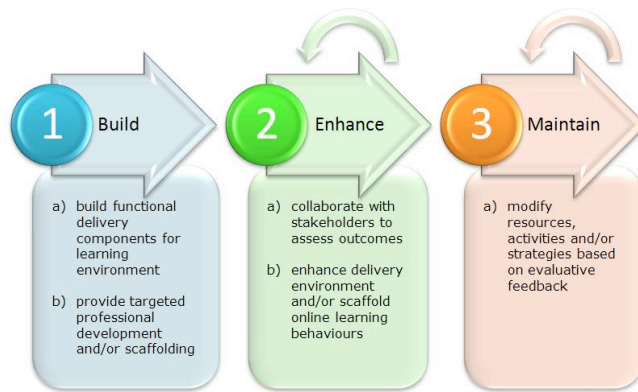 1
Build
a) build functional
delivery
components for
learning
environment
b) provide targeted
professional
development
and/or scaffolding
2
Enhance
a) collaborate with
stakeholders to
assess outcomes
b) enhance delivery
environment
and/or scaffold
online learning
behaviours
3
Maintain
a) modify
resources,
activities and/or
strategies based
on evaluative
feedback